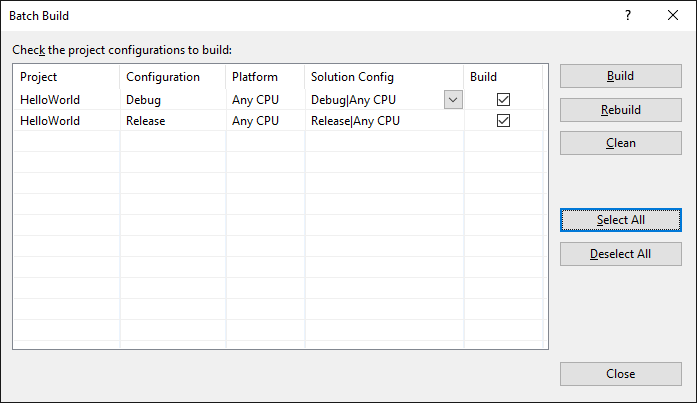 Batch Build
?
Check the project configurations to build:
Project Configuration Platform Solution Config Build
HelloWorld Debug Any CPU Debug|Any CPU
HelloWorld Release Any CPU Release|Any CPU
Build
Rebuild
Clean
Select All
Deselect All
Close